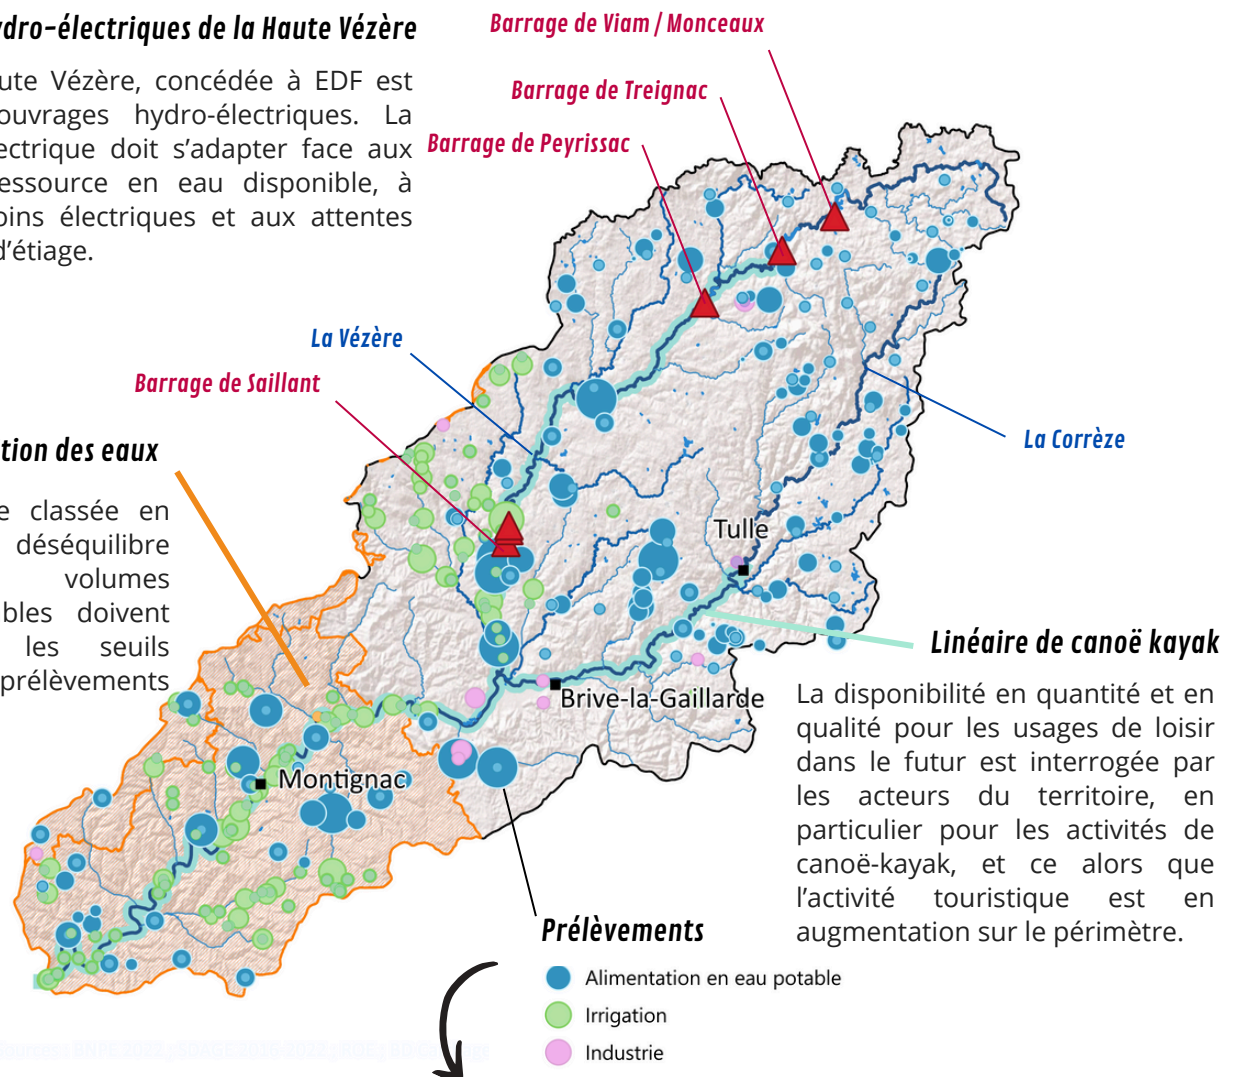 dro-électriques de la Haute Vézère
ute Vézère, concédée à EDF est
ouvrages hydro-électriques. La
ectrique doit s'adapter face aux
essource en eau disponible, à
oins électriques et aux attentes
d'étiage.
Barrage de Viam / Monceaux
Barrage de Treignac
Barrage de Peyrissac
La Vézère
Barrage de Saillant
La Corrèze
tion des eaux
e classée en
déséquilibre
volumes
bles doivent
les seuils
prélèvements
Tulle
Brive-la-Gaillarde
Montignac
Linéaire de canoë kayak
La disponibilité en quantité et en
qualité pour les usages de loisir
dans le futur est interrogée par
les acteurs du territoire, en
particulier pour les activités de
canoë-kayak, et ce alors que
l'activité touristique est en
augmentation sur le périmètre.
Prélèvements
Alimentation en eau potable
Irrigation
Industrie